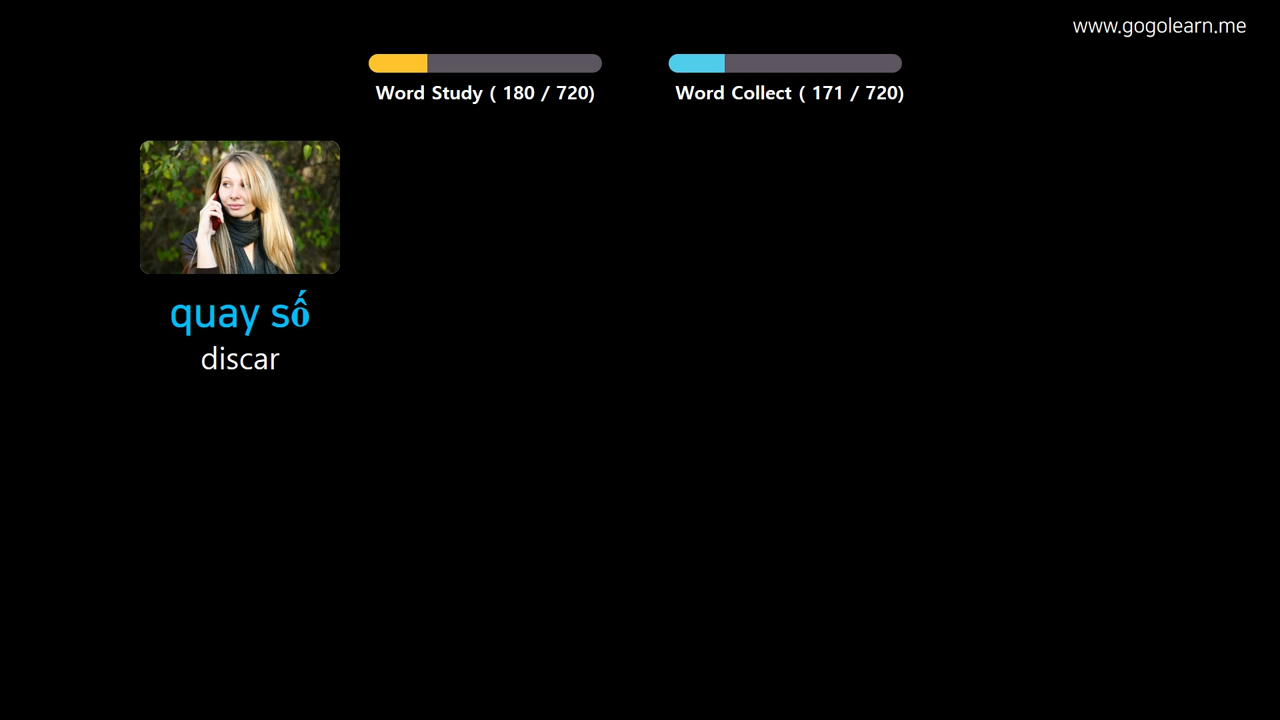 www.gogolearn.me
Word Study ( 180 / 720)
Word Collect ( 171 / 720)
quay số
discar